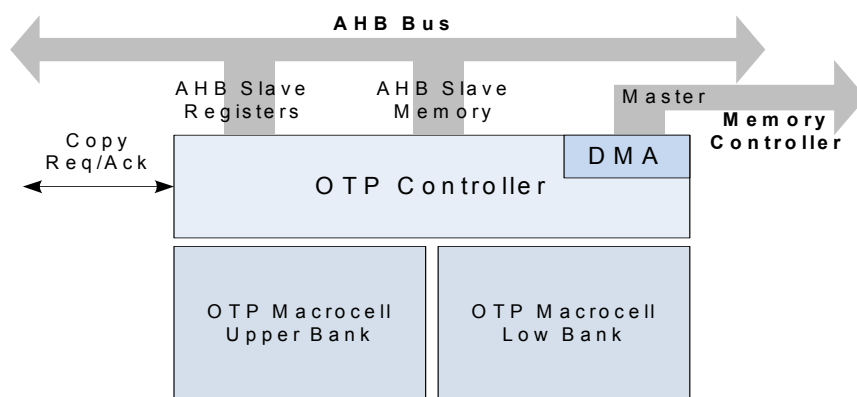 AHB Bus
AHB Slave
Registers
AHB Slave
Memory
Master
Memory
Controller
Copy
Req/Ack
DMA
OTP Controller
OTP Macrocell
Upper Bank
OTP Macrocell
Low Bank